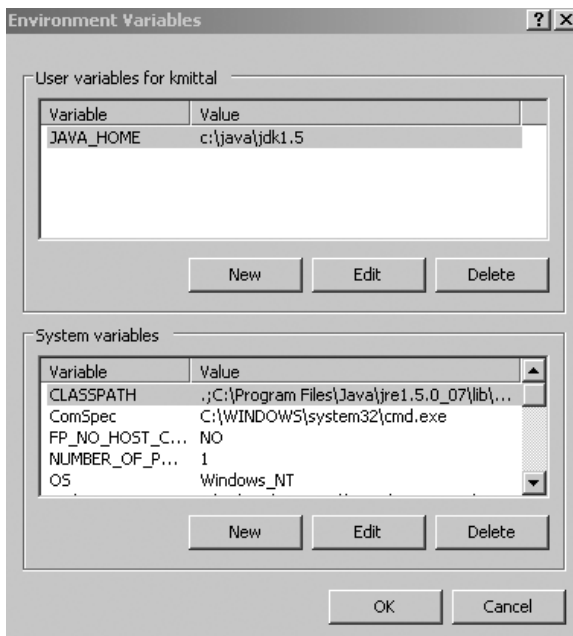 Environment Variables ? X
User variables for kmittal
Variable Value
JAVA_HOME c:\java\jdk1.5
New Edit Delete
System variables
Variable Value
CLASSPATH .;C:\Program Files\Java\jre1.5.0_07\lib\...
ComSpec C:\WINDOWS\system32\cmd.exe
FP_NO_HOST_C... NO
NUMBER_OF_P... 1
OS Windows_NT
New Edit Delete
OK Cancel